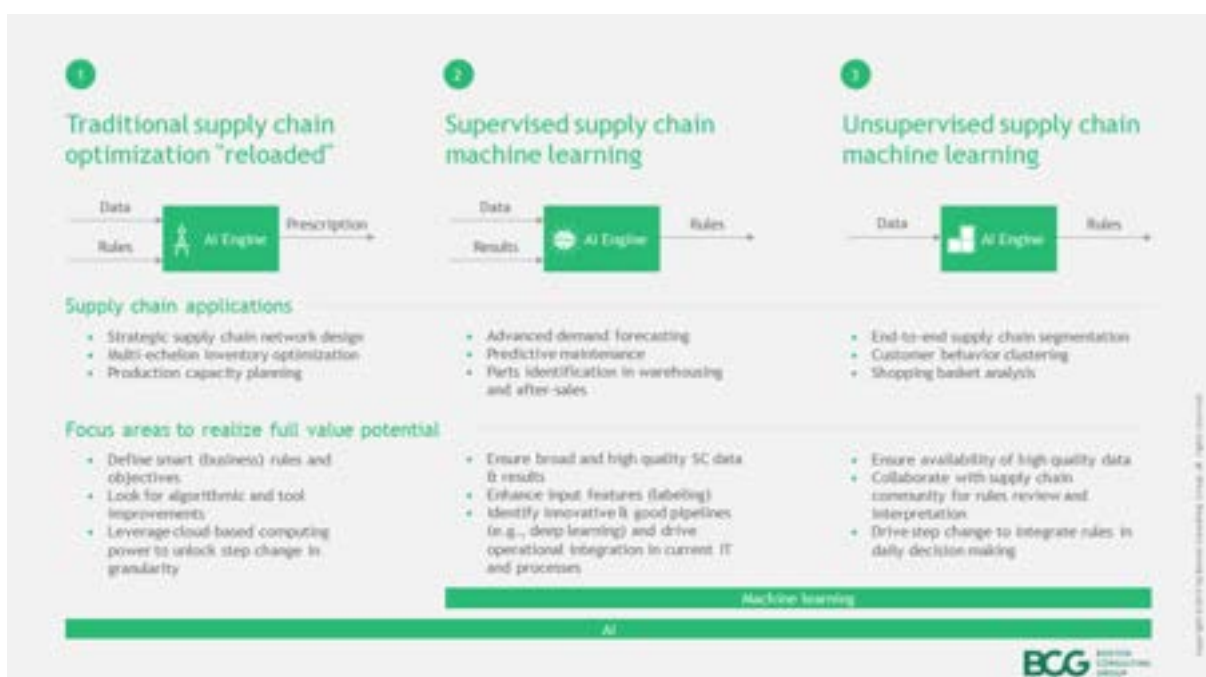 1
Traditional supply chain
optimization "reloaded"
Data
Rules
AI Engine
Prescription
2
Supervised supply chain
machine learning
Data
Results
AI Engine
Rules
3
Unsupervised supply chain
machine learning
Data
AI Engine
Rules
Supply chain applications
• Strategic supply chain network design
• Multi-echelon inventory optimization
• Production capacity planning
• Advanced demand forecasting
• Predictive maintenance
• Parts identification in warehousing
and after-sales
• End-to-end supply chain segmentation
• Customer behavior clustering
• Shopping basket analysis
Focus areas to realize full value potential
• Define smart (business) rules and
objectives
• Look for algorithmic and tool
improvements
• Leverage cloud-based computing
power to unlock step change in
granularity
• Ensure broad and high quality SC data
& results
• Enhance input features (labeling)
• Identify innovative & good pipelines
(e.g., deep learning) and drive
operational integration in current IT
and processes
• Ensure availability of high quality data
• Collaborate with supply chain
community for rules review and
interpretation
• Drive step change to integrate rules in
daily decision making
Machine learning
AI
BCG
BOSTON
CONSULTING
GROUP